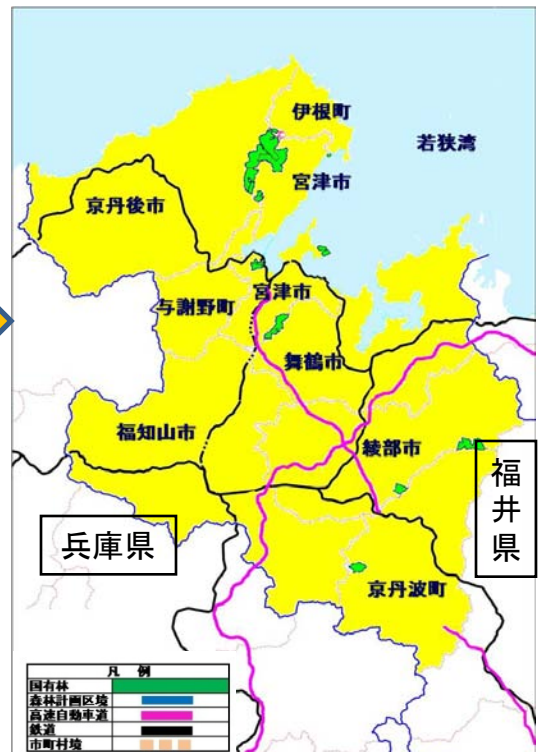 伊根町
若狭湾
宮津市
京丹後市
宮津市
与謝野町
舞鶴市
福知山市
綾部市
福井県
兵庫県
京丹波町
凡 例
国有林
森林計画区境
高速自動車道
鉄道
市町村境